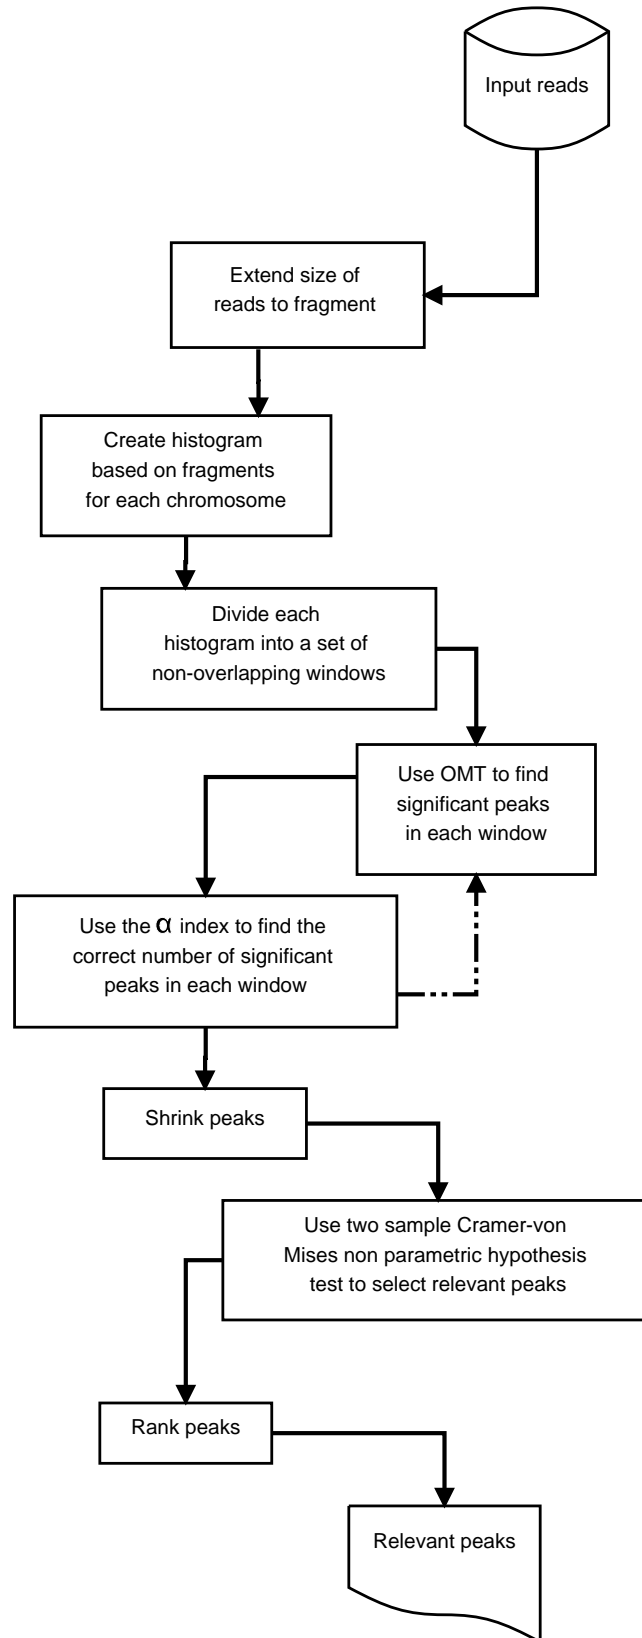 Input reads
Extend size of
reads to fragment
Create histogram
based on fragments
for each chromosome
Divide each
histogram into a set of
non-overlapping windows
Use OMT to find
significant peaks
in each window
Use the α index to find the
correct number of significant
peaks in each window
Shrink peaks
Use two sample Cramer-von
Mises non parametric hypothesis
test to select relevant peaks
Rank peaks
Relevant peaks